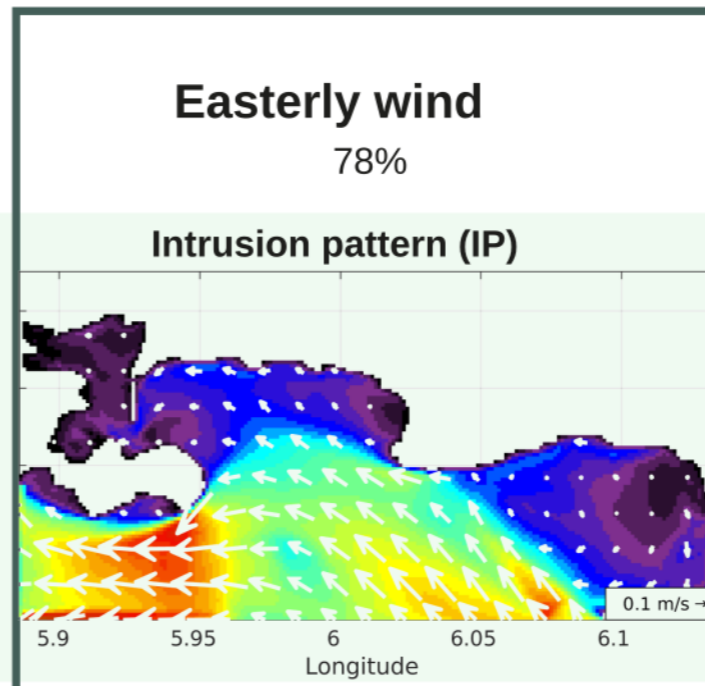 Easterly wind
78%
Intrusion pattern (IP)
0.1 m/s →
5.9 5.95 6 6.05 6.1
Longitude